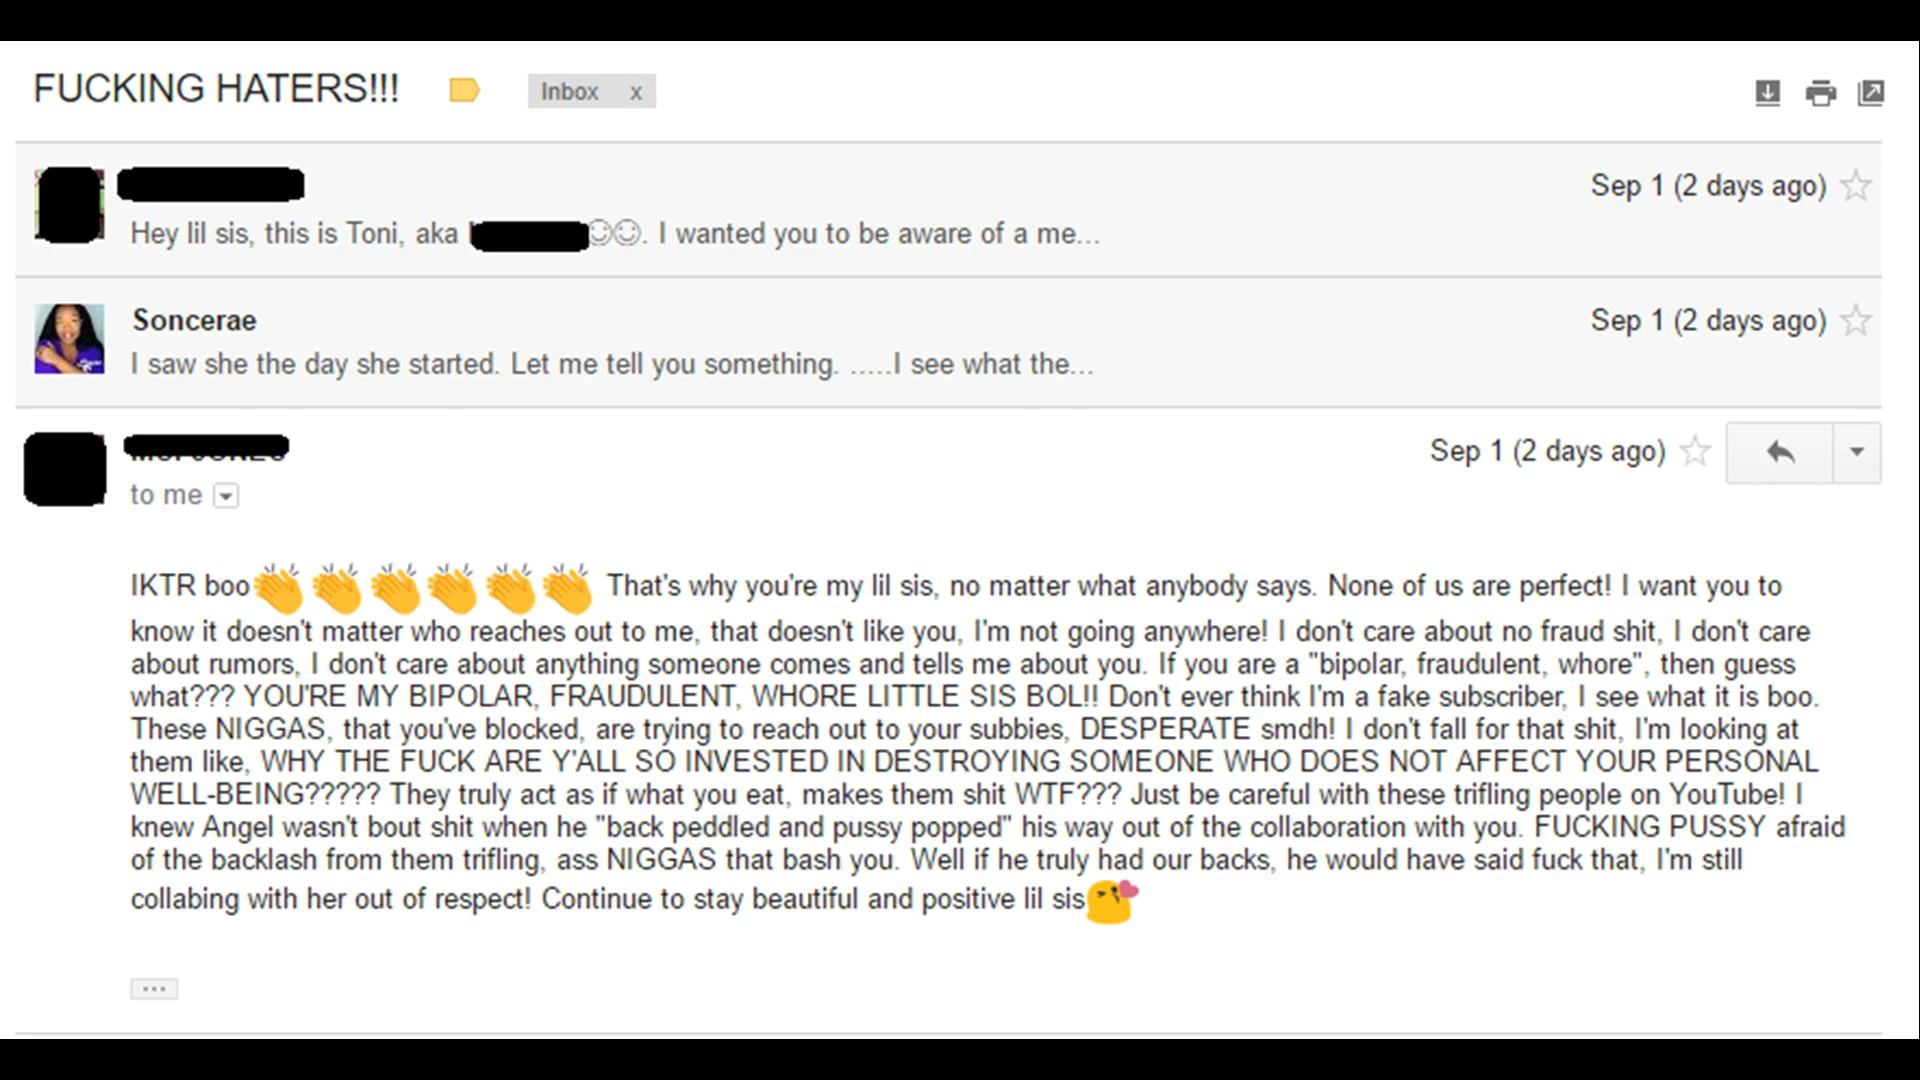 FUCKING HATERS!!!
Inbox x
Sep 1 (2 days ago)
Hey lil sis, this is Toni, aka ☺☺. I wanted you to be aware of a me...
Soncerae
Sep 1 (2 days ago)
I saw she the day she started. Let me tell you something. .....I see what the...
Sep 1 (2 days ago)
to me
IKTR boo👏👏👏👏👏👏 That's why you're my lil sis, no matter what anybody says. None of us are perfect! I want you to
know it doesn't matter who reaches out to me, that doesn't like you, I'm not going anywhere! I don't care about no fraud shit, I don't care
about rumors, I don't care about anything someone comes and tells me about you. If you are a "bipolar, fraudulent, whore", then guess
what??? YOU'RE MY BIPOLAR, FRAUDULENT, WHORE LITTLE SIS BOL!! Don't ever think I'm a fake subscriber, I see what it is boo.
These NIGGAS, that you've blocked, are trying to reach out to your subbies, DESPERATE smdh! I don't fall for that shit, I'm looking at
them like, WHY THE FUCK ARE Y'ALL SO INVESTED IN DESTROYING SOMEONE WHO DOES NOT AFFECT YOUR PERSONAL
WELL-BEING????? They truly act as if what you eat, makes them shit WTF??? Just be careful with these trifling people on YouTube! I
knew Angel wasn't bout shit when he "back peddled and pussy popped" his way out of the collaboration with you. FUCKING PUSSY afraid
of the backlash from them trifling, ass NIGGAS that bash you. Well if he truly had our backs, he would have said fuck that, I'm still
collabing with her out of respect! Continue to stay beautiful and positive lil sis😘